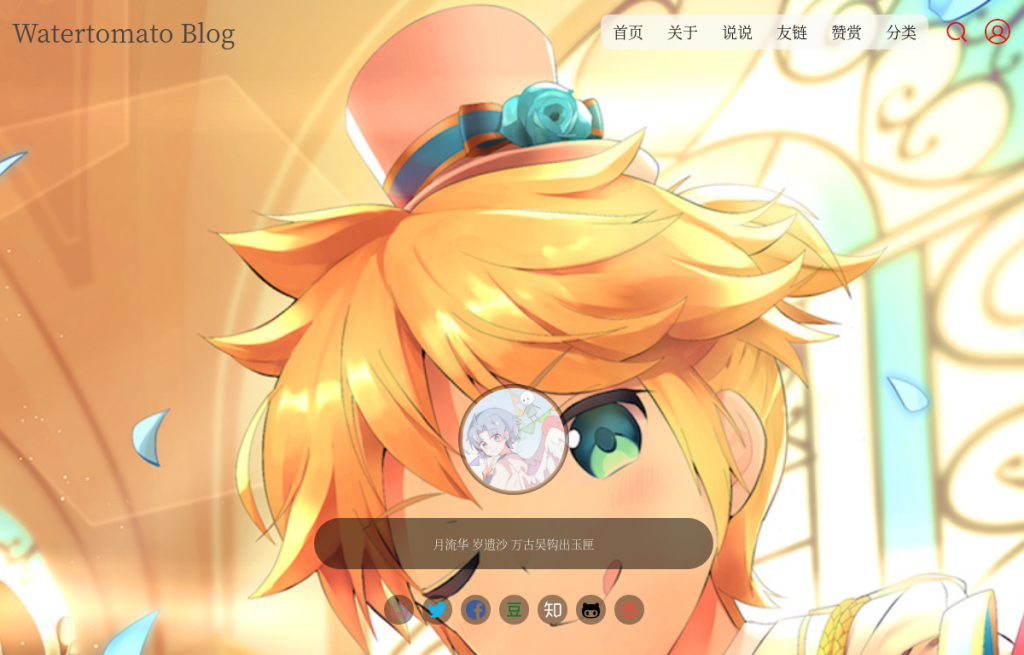 Watertomato Blog
首页 关于 说说 友链 赞赏 分类
月流华 岁遗沙 万古吴钩出玉匣
豆 知